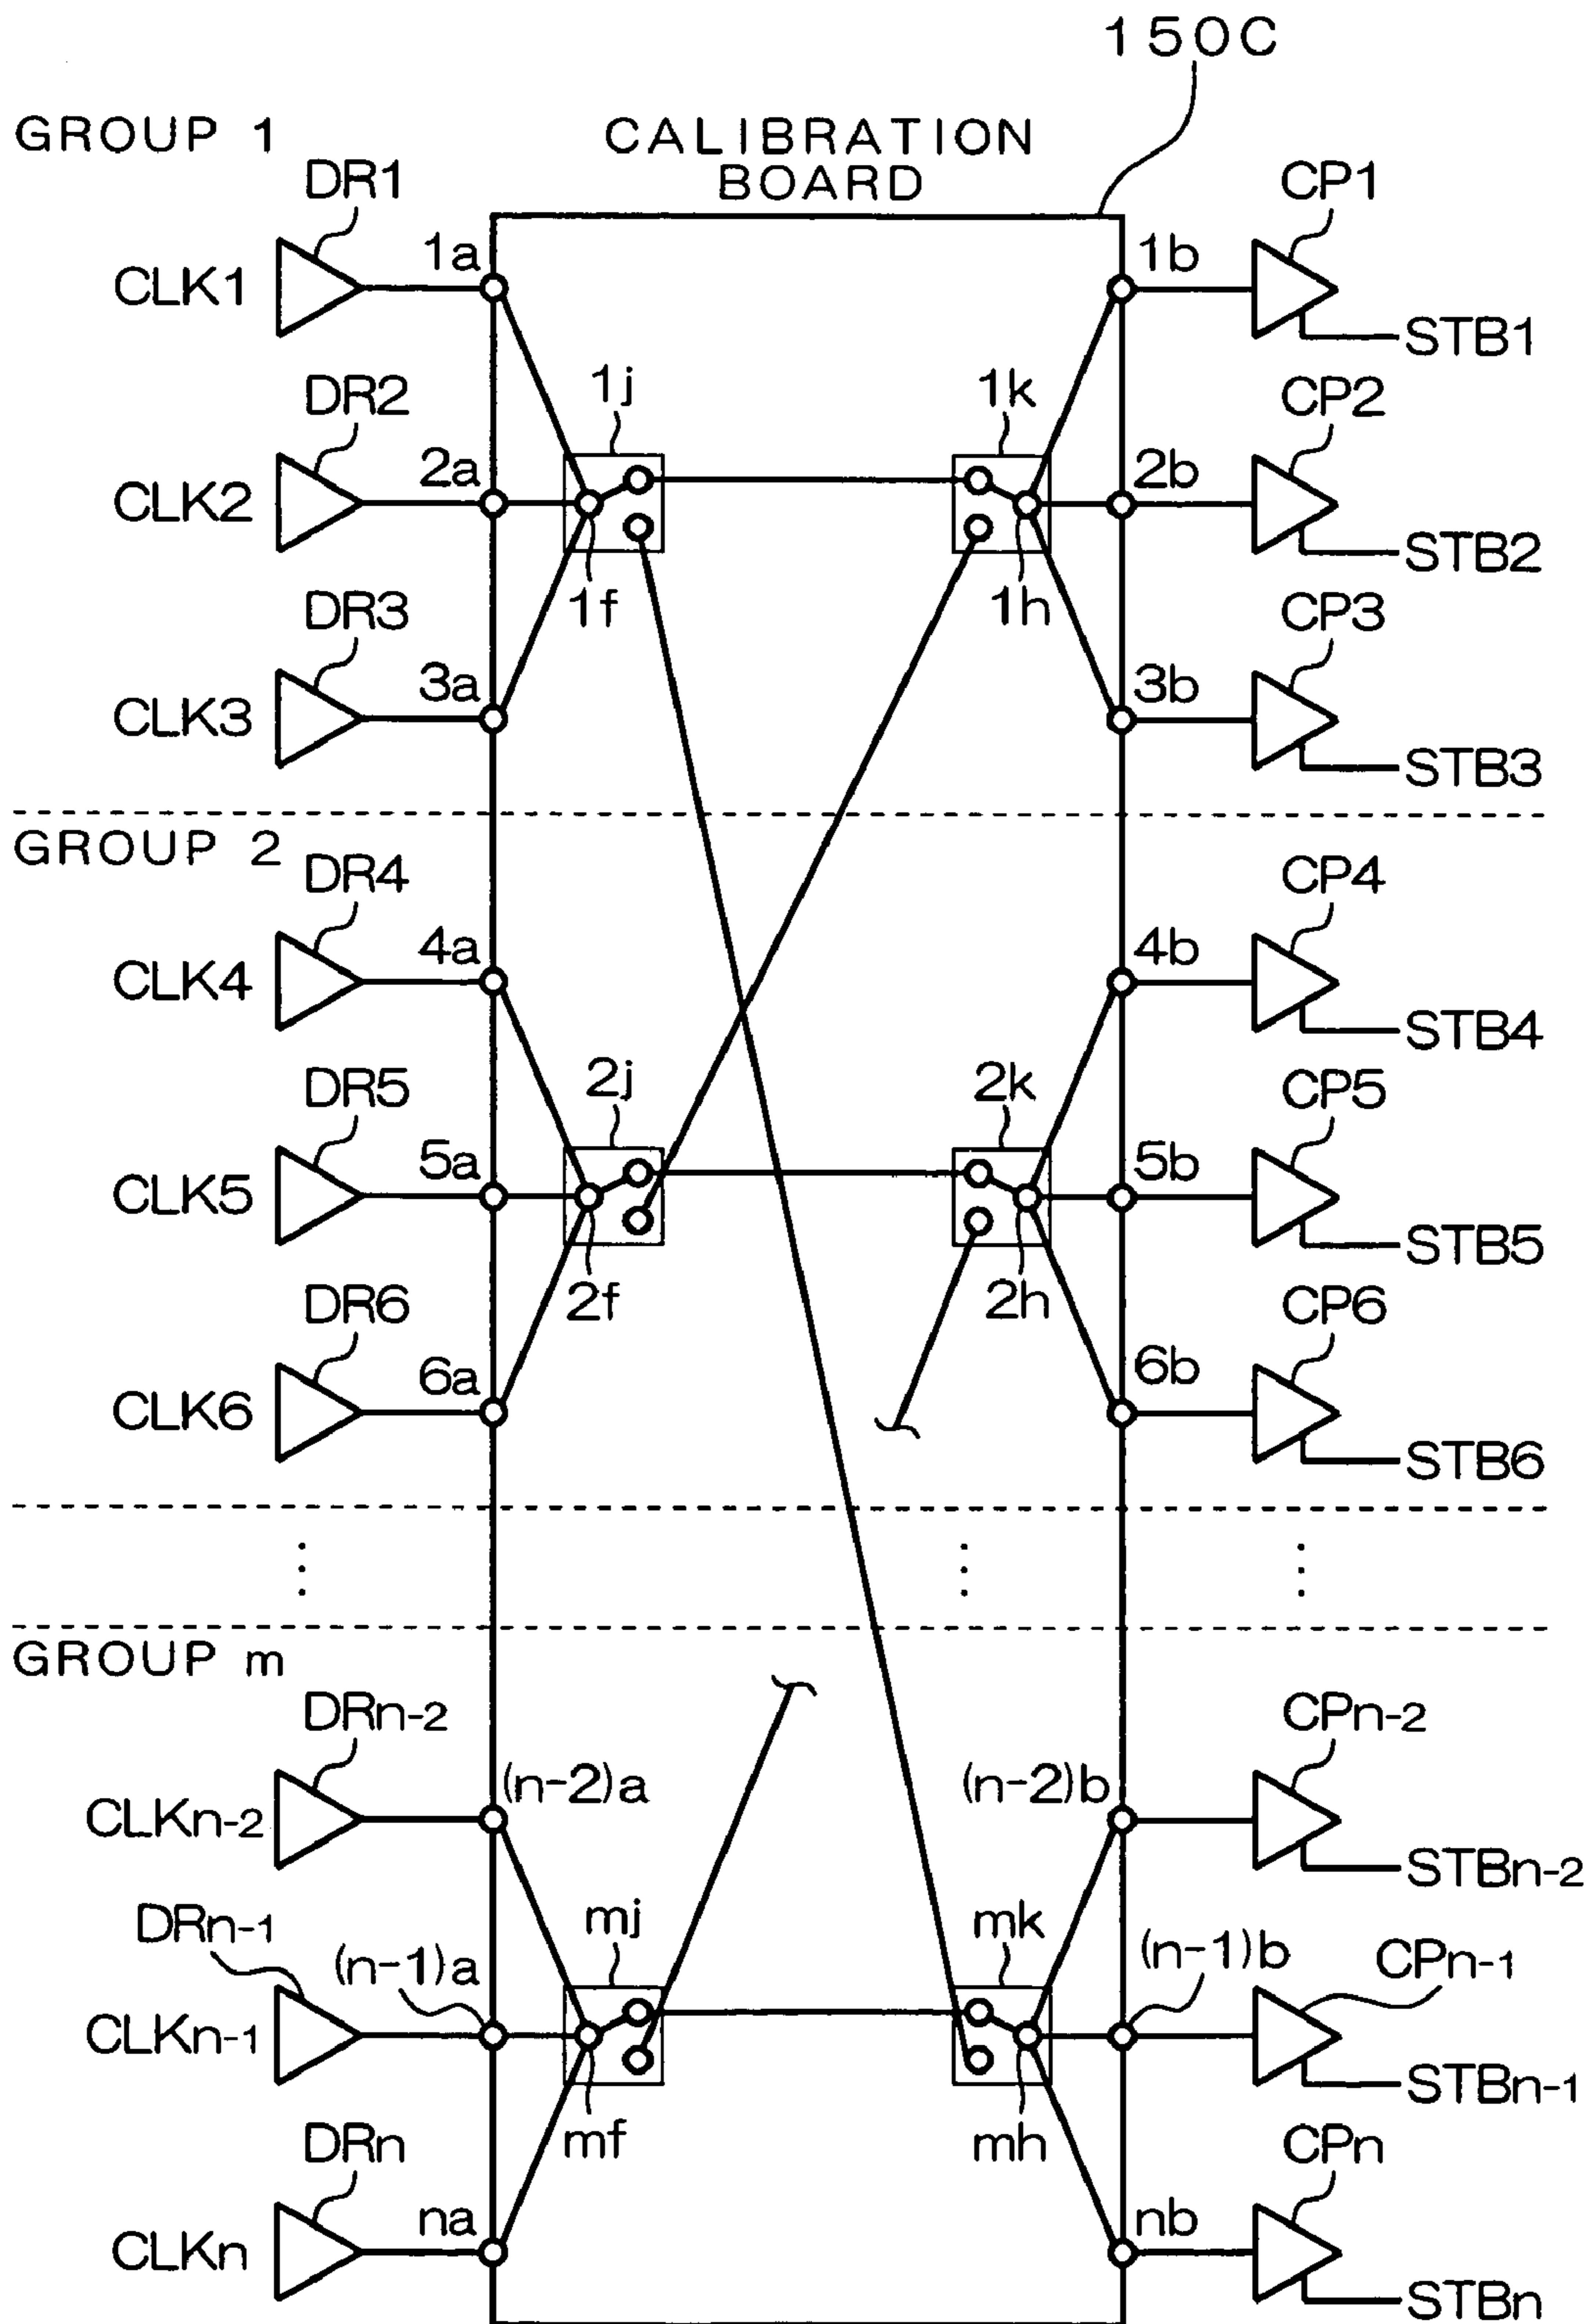 150C
GROUP 1
CALIBRATION
BOARD
DR1
CP1
1a
1b
CLK1
STB1
1j
1k
DR2
CP2
2a
2b
CLK2
STB2
1f
1h
DR3
CP3
3a
3b
CLK3
STB3
GROUP 2
DR4
CP4
4a
4b
CLK4
STB4
2j
2k
DR5
CP5
5a
5b
CLK5
STB5
2f
2h
DR6
CP6
6a
6b
CLK6
STB6
GROUP m
DRn-2
CPn-2
(n-2)a
(n-2)b
CLKn-2
STBn-2
DRn-1
mj
mk
(n-1)a
(n-1)b
CPn-1
CLKn-1
STBn-1
mf
mh
DRn
CPn
na
nb
CLKn
STBn